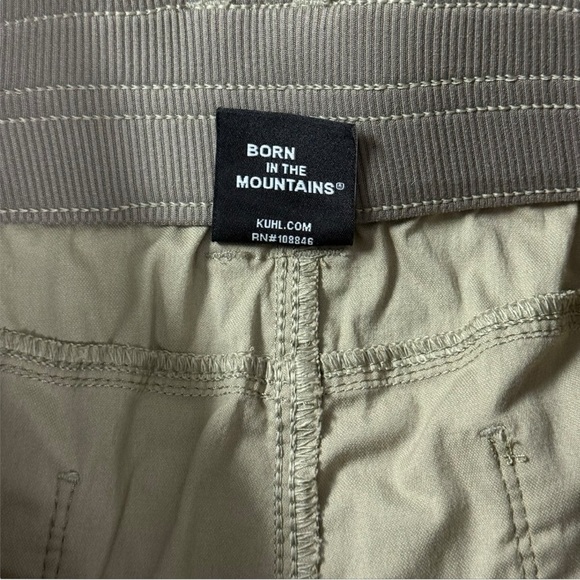 BORN
IN THE
MOUNTAINS®
KUHL.COM
RN#108846